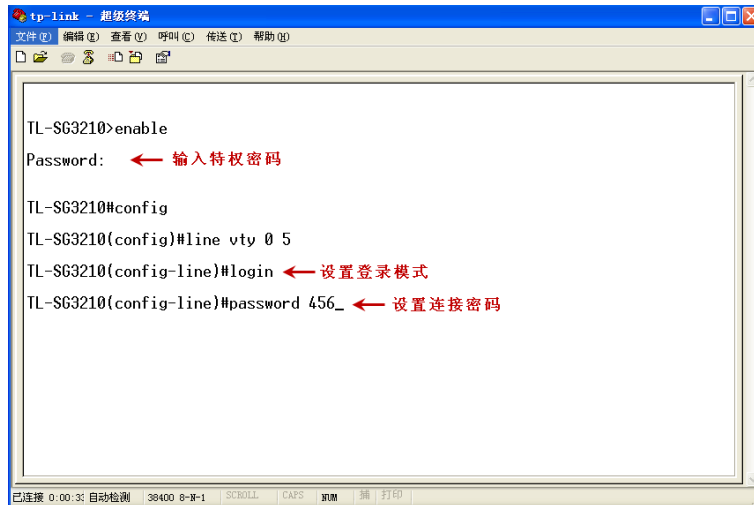 tp-link - 超级终端
文件(F) 编辑(E) 查看(V) 呼叫(C) 传送(T) 帮助(H)
TL-SG3210>enable
Password: 输入特权密码
TL-SG3210#config
TL-SG3210(config)#line vty 0 5
TL-SG3210(config-line)#login 设置登录模式
TL-SG3210(config-line)#password 456_ 设置连接密码
已连接 0:00:33 自动检测 38400 8-N-1 SCROLL CAPS NUM 捕 打印